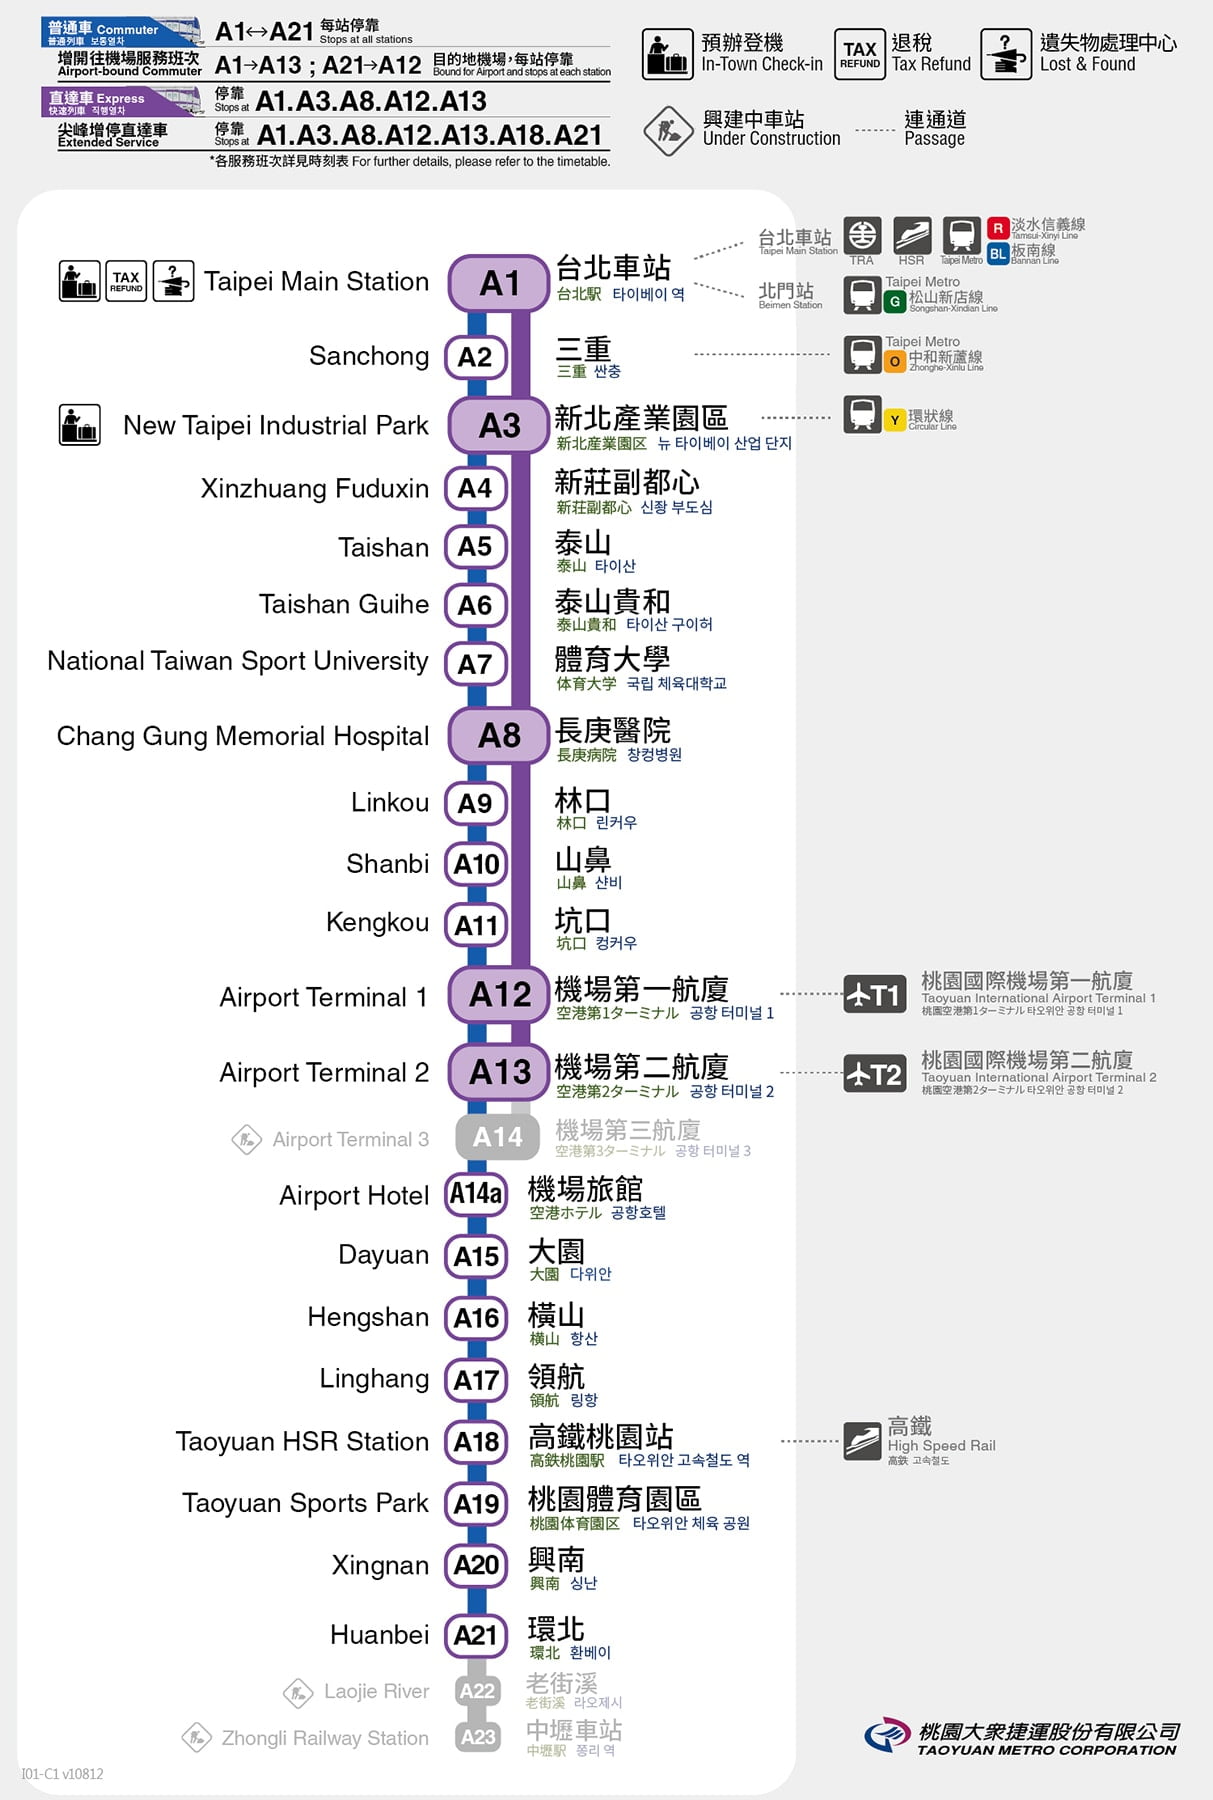 普通車 Commuter
普通列車 보통열차
A1↔A21 每站停靠
Stops at all stations
增開往機場服務班次
Airport-bound Commuter
A1→A13 ; A21→A12 目的地機場，每站停靠
Bound for Airport and stops at each station
直達車 Express
快速列車 직행열차
停靠
Stops at
A1.A3.A8.A12.A13
尖峰增停直達車
Extended Service
停靠
Stops at
A1.A3.A8.A12.A13.A18.A21
*各服務班次詳見時刻表 For further details, please refer to the timetable.
預辦登機
In-Town Check-in
TAX
REFUND
退稅
Tax Refund
遺失物處理中心
Lost & Found
興建中車站
Under Construction
連通道
Passage
TAX
REFUND
Taipei Main Station
A1
台北車站
台北駅 타이베이 역
台北車站
Taipei Main Station
TRA
HSR
Taipei Metro
R 淡水信義線
Tamsui-Xinyi Line
BL 板南線
Bannan Line
北門站
Beimen Station
Taipei Metro
G 松山新店線
Songshan-Xindian Line
Sanchong
A2
三重
三重 싼충
Taipei Metro
O 中和新蘆線
Zhonghe-Xinlu Line
New Taipei Industrial Park
A3
新北產業園區
新北産業園区 뉴 타이베이 산업 단지
Y 環狀線
Circular Line
Xinzhuang Fuduxin
A4
新莊副都心
新荘副都心 신좡 부도심
Taishan
A5
泰山
泰山 타이산
Taishan Guihe
A6
泰山貴和
泰山貴和 타이산 구이허
National Taiwan Sport University
A7
體育大學
体育大学 국립 체육대학교
Chang Gung Memorial Hospital
A8
長庚醫院
長庚病院 창겅병원
Linkou
A9
林口
林口 린커우
Shanbi
A10
山鼻
山鼻 산비
Kengkou
A11
坑口
坑口 컹커우
Airport Terminal 1
A12
機場第一航廈
空港第1ターミナル 공항 터미널 1
T1
桃園國際機場第一航廈
Taoyuan International Airport Terminal 1
桃園空港第1ターミナル 타오위안 공항 터미널 1
Airport Terminal 2
A13
機場第二航廈
空港第2ターミナル 공항 터미널 2
T2
桃園國際機場第二航廈
Taoyuan International Airport Terminal 2
桃園空港第2ターミナル 타오위안 공항 터미널 2
Airport Terminal 3
A14
機場第三航廈
空港第3ターミナル 공항 터미널 3
Airport Hotel
A14a
機場旅館
空港ホテル 공항호텔
Dayuan
A15
大園
大園 다위안
Hengshan
A16
橫山
横山 헝산
Linghang
A17
領航
領航 링항
Taoyuan HSR Station
A18
高鐵桃園站
高鉄桃園駅 타오위안 고속철도 역
高鐵
High Speed Rail
高鉄 고속철도
Taoyuan Sports Park
A19
桃園體育園區
桃園体育園区 타오위안 체육 공원
Xingnan
A20
興南
興南 싱난
Huanbei
A21
環北
環北 환베이
Laojie River
A22
老街溪
老街溪 라오제시
Zhongli Railway Station
A23
中壢車站
中壢駅 쭝리 역
桃園大眾捷運股份有限公司
TAOYUAN METRO CORPORATION
I01-C1 v10812